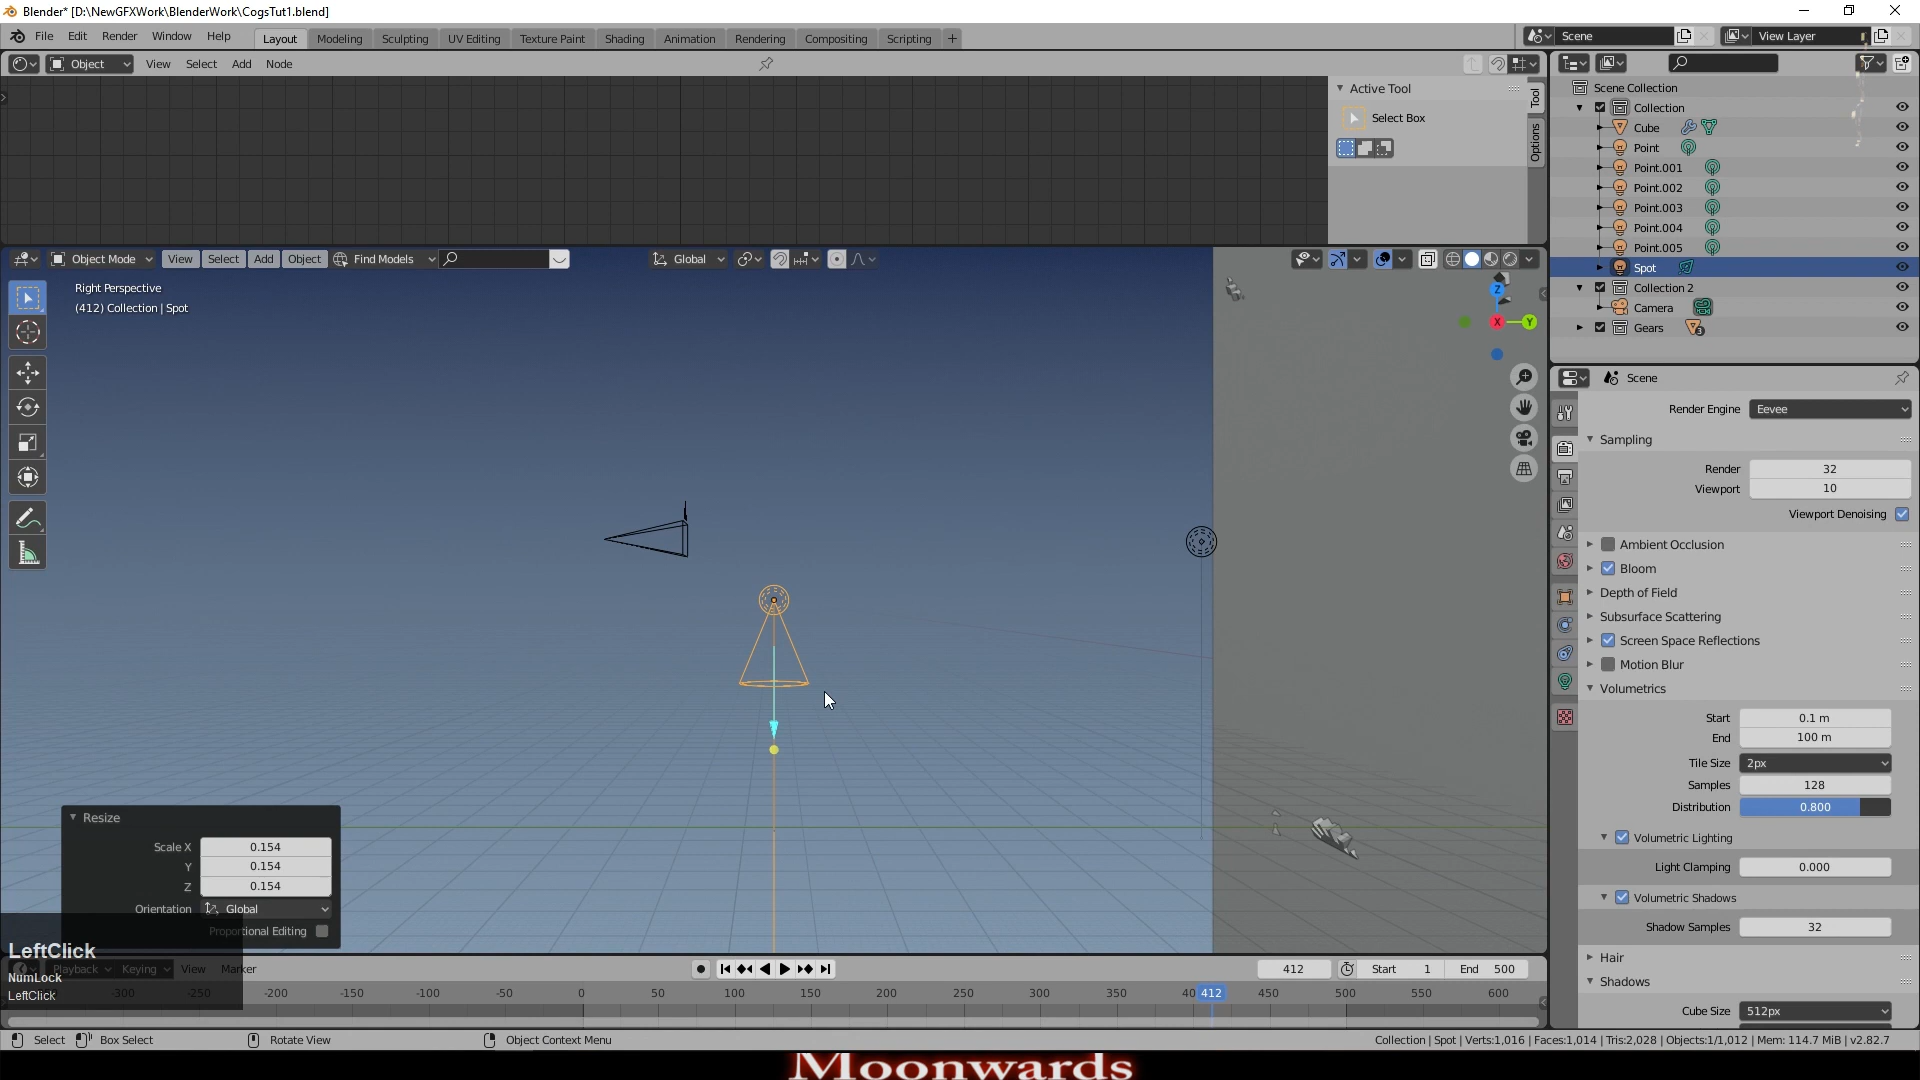 Blender* [D:\NewGFXWork\BlenderWork\CogsTut1.blend]
File Edit Render Window Help Layout Modeling Sculpting UV Editing Texture Paint Shading Animation Rendering Compositing Scripting + Scene View Layer
Object View Select Add Node
Active Tool
Select Box
Tool
Options
Scene Collection
Collection
Cube
Point
Point.001
Point.002
Point.003
Point.004
Point.005
Spot
Collection 2
Camera
Gears
3
Object Mode View Select Add Object Find Models Global
Right Perspective
(412) Collection | Spot
Z
X
Y
Scene
Render Engine Eevee
Sampling
Render 32
Viewport 10
Viewport Denoising
Ambient Occlusion
Bloom
Depth of Field
Subsurface Scattering
Screen Space Reflections
Motion Blur
Volumetrics
Start 0.1 m
End 100 m
Tile Size 2px
Samples 128
Distribution 0.800
Volumetric Lighting
Light Clamping 0.000
Volumetric Shadows
Shadow Samples 32
Hair
Shadows
Cube Size 512px
Resize
Scale X 0.154
Y 0.154
Z 0.154
Orientation Global
Proportional Editing
LeftClick
NumLock
LeftClick
Playback Keying View Marker
412 Start 1 End 500
-300 -250 -200 -150 -100 -50 0 50 100 150 200 250 300 350 40 412 450 500 550 600
Select Box Select Rotate View Object Context Menu
Collection | Spot | Verts:1,016 | Faces:1,014 | Tris:2,028 | Objects:1/1,012 | Mem: 114.7 MiB | v2.82.7
Moonwards